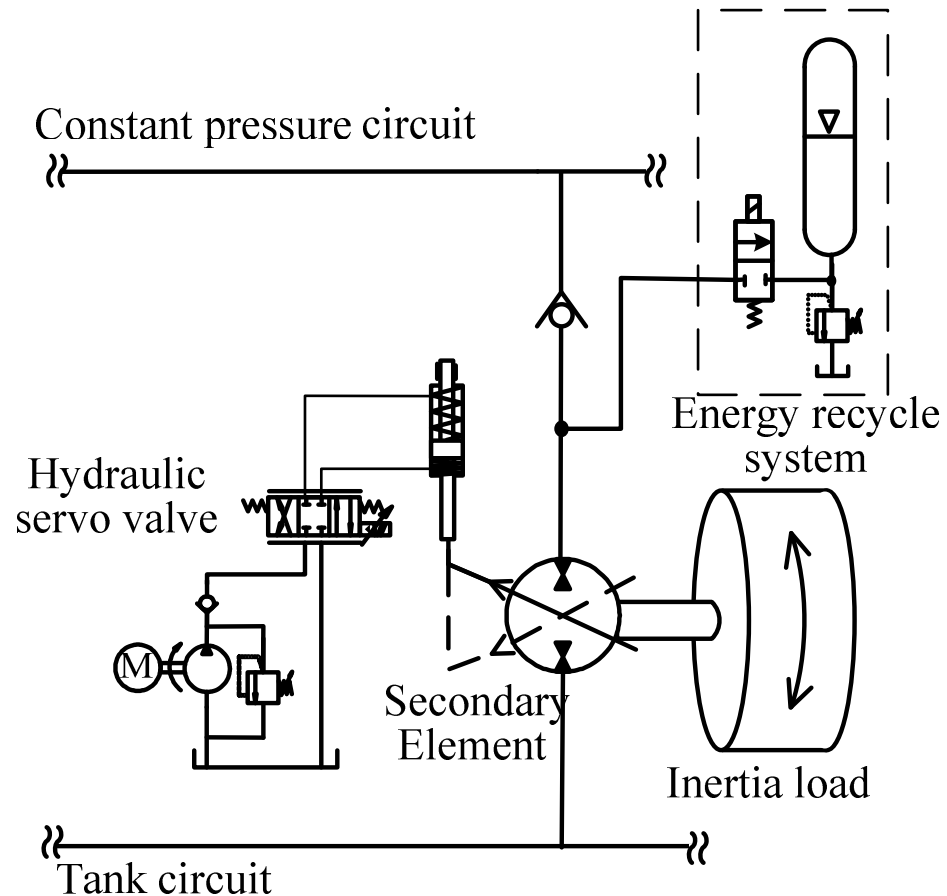 Constant pressure circuit
Energy recycle
system
Hydraulic
servo valve
M
Secondary
Element
Inertia load
Tank circuit